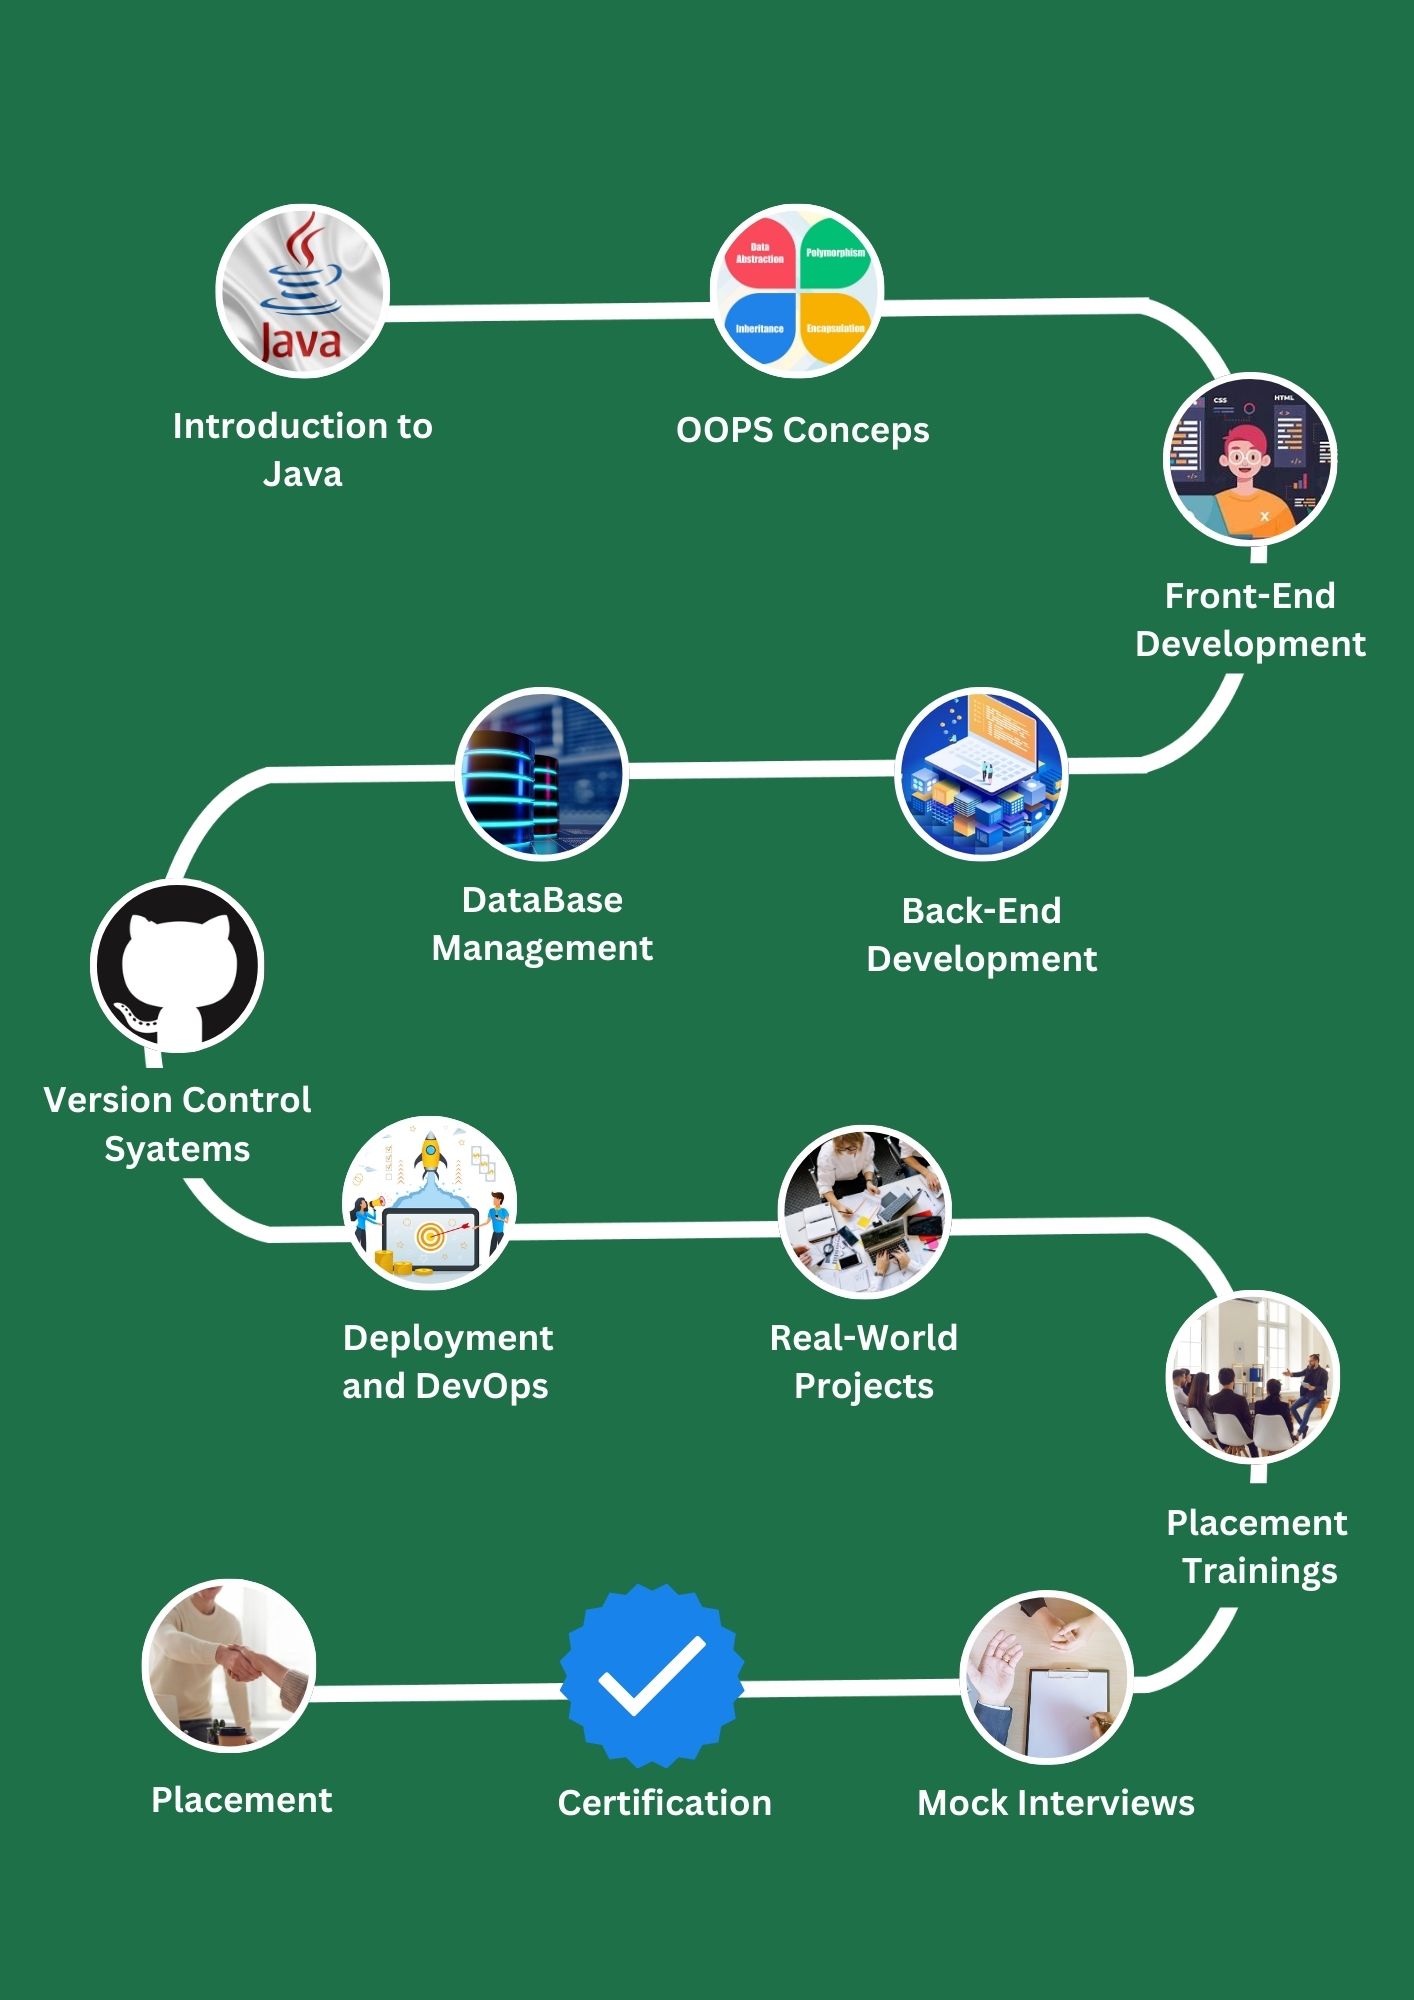 Java
Introduction to
Java
Data
Abstraction
Polymorphism
Inheritance
Encapsulation
OOPS Conceps
CSS
HTML
Front-End
Development
Back-End
Development
DataBase
Management
Version Control
Syatems
Deployment
and DevOps
Real-World
Projects
Placement
Trainings
Mock Interviews
Certification
Placement